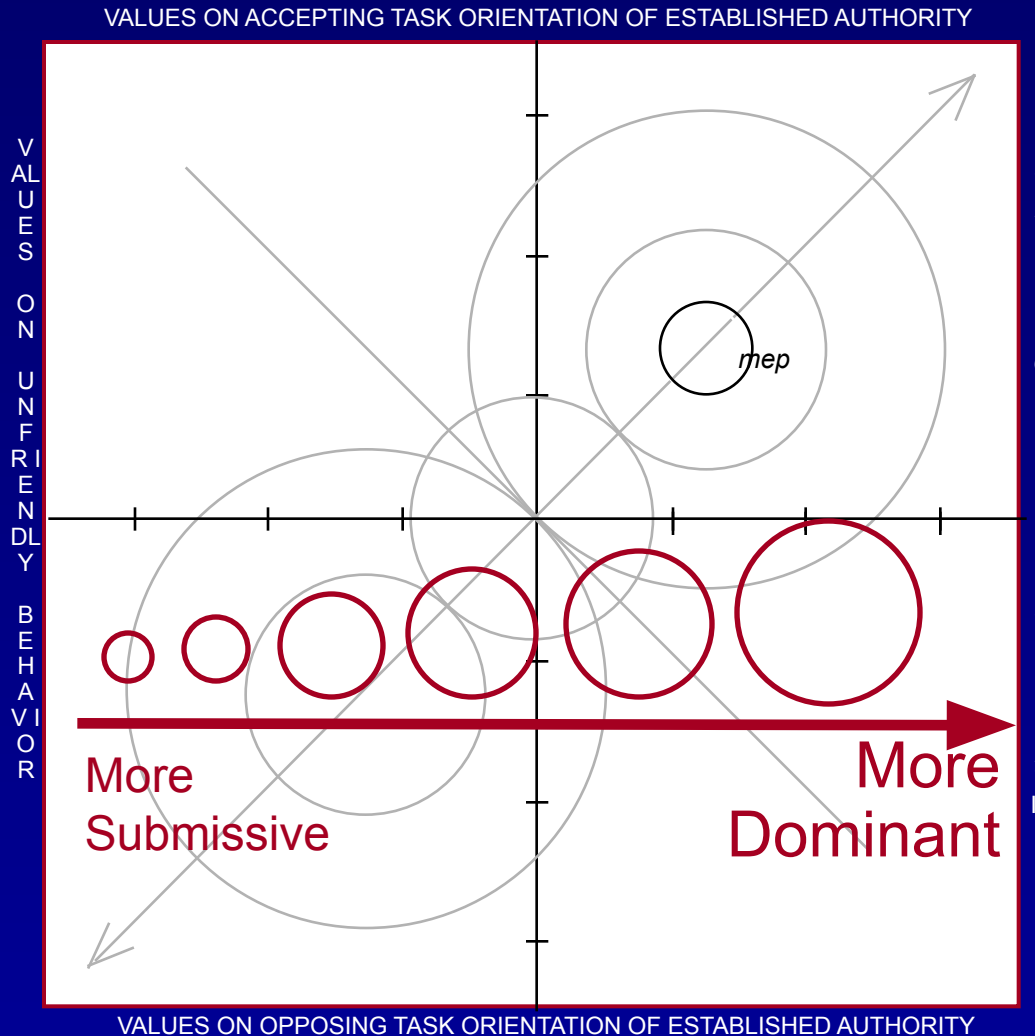 VALUES ON ACCEPTING TASK ORIENTATION OF ESTABLISHED AUTHORITY
VALUES ON UNFRIENDLY BEHAVIOR
mep
More
Submissive
More
Dominant
VALUES ON OPPOSING TASK ORIENTATION OF ESTABLISHED AUTHORITY